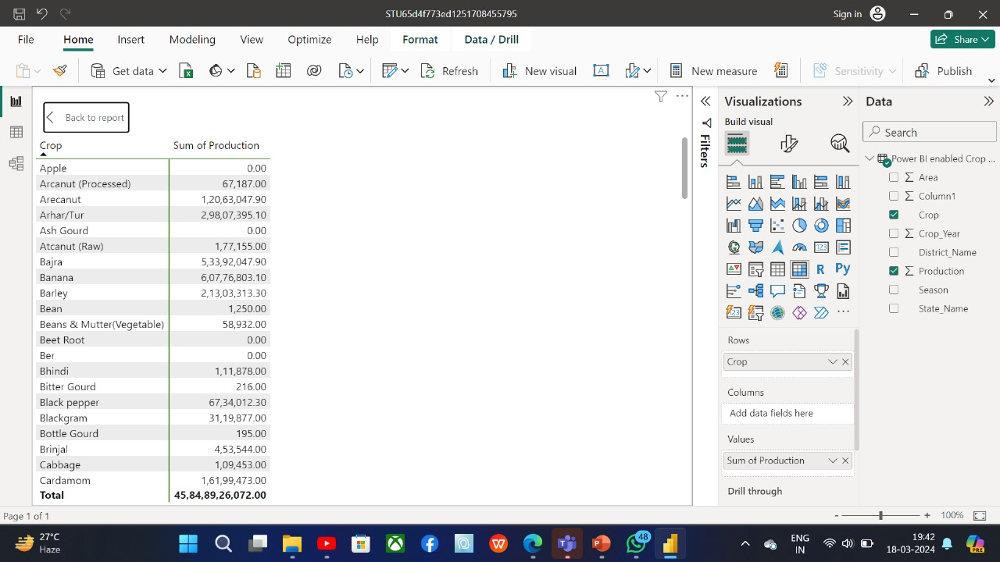 STU65d4f773ed1251708455795
Sign in
File Home Insert Modeling View Optimize Help Format Data / Drill Share
Get data Refresh New visual A New measure Sensitivity Publish
Back to report
Crop Sum of Production
Apple 0.00
Arcanut (Processed) 67,187.00
Arecanut 1,20,63,047.90
Arhar/Tur 2,98,07,395.10
Ash Gourd 0.00
Atcanut (Raw) 1,77,155.00
Bajra 5,33,92,047.90
Banana 6,07,76,803.10
Barley 2,13,03,313.30
Bean 1,250.00
Beans & Mutter(Vegetable) 58,932.00
Beet Root 0.00
Ber 0.00
Bhindi 1,11,878.00
Bitter Gourd 216.00
Black pepper 67,34,012.30
Blackgram 31,19,877.00
Bottle Gourd 195.00
Brinjal 4,53,544.00
Cabbage 1,09,453.00
Cardamom 1,61,99,473.00
Total 45,84,89,26,072.00
Filters
Visualizations
Build visual
123
R Py
123
Rows
Crop
Columns
Add data fields here
Values
Sum of Production
Drill through
Data
Search
Power BI enabled Crop ...
Area
Column1
Crop
Crop_Year
District_Name
Production
Season
State_Name
Page 1 of 1
- + 100%
27°C
Haze
48
ENG
IN
19:42
18-03-2024
PRE